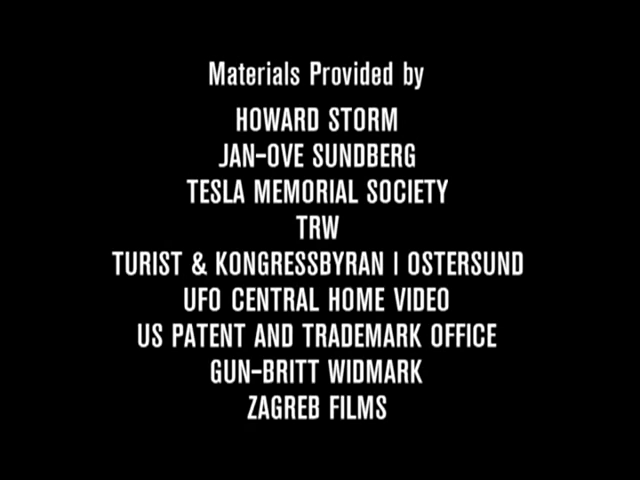 Materials Provided by
HOWARD STORM
JAN-OVE SUNDBERG
TESLA MEMORIAL SOCIETY
TRW
TURIST & KONGRESSBYRAN I OSTERSUND
UFO CENTRAL HOME VIDEO
US PATENT AND TRADEMARK OFFICE
GUN-BRITT WIDMARK
ZAGREB FILMS